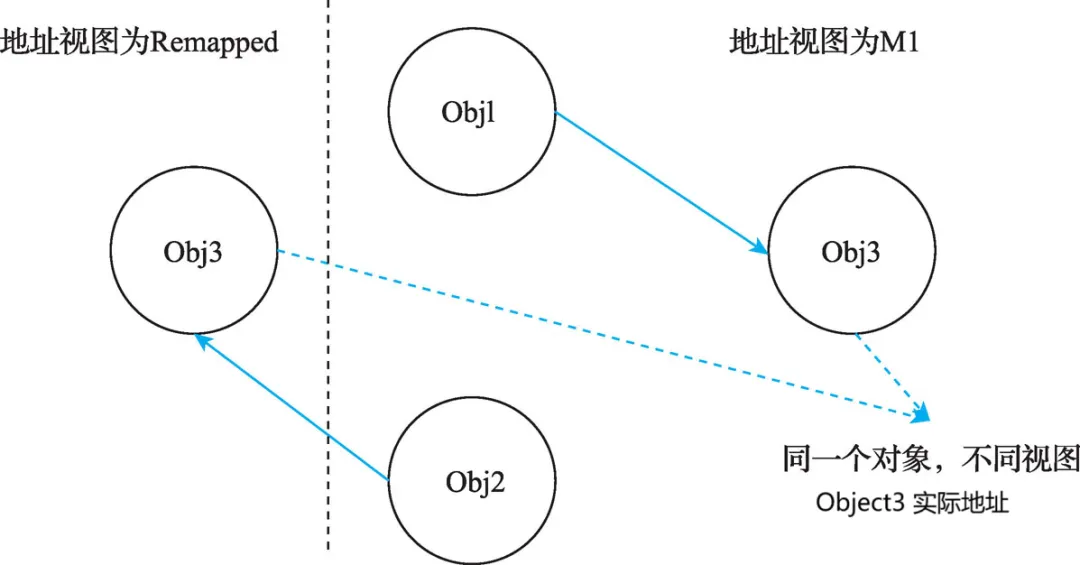 地址视图为Remapped
地址视图为M1
Obj1
Obj3
Obj3
Obj2
同一个对象，不同视图
Object3 实际地址